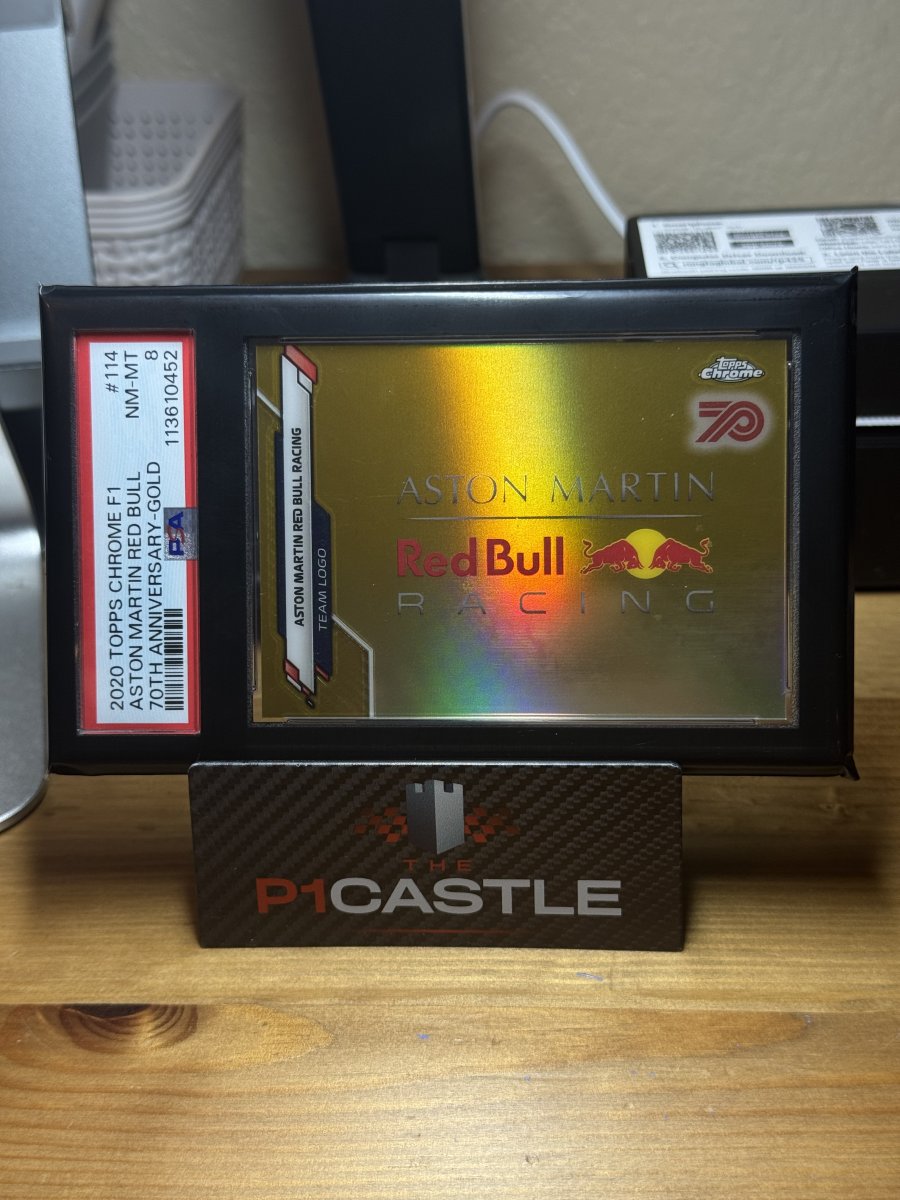 2020 TOPPS CHROME F1 #114
ASTON MARTIN RED BULL NM-MT
70TH ANNIVERSARY-GOLD 8
113610452
PSA
ASTON MARTIN RED BULL RACING
TEAM LOGO
topps
Chrome
70
ASTON MARTIN
Red Bull
RACING
THE
P1CASTLE